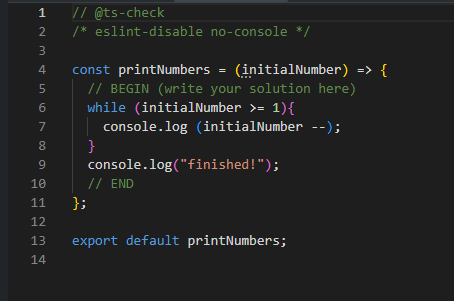 1 // @ts-check
2 /* eslint-disable no-console */
3
4 const printNumbers = (initialNumber) => {
5   // BEGIN (write your solution here)
6   while (initialNumber >= 1){
7     console.log (initialNumber --);
8   }
9   console.log("finished!");
10   // END
11 };
12
13 export default printNumbers;
14